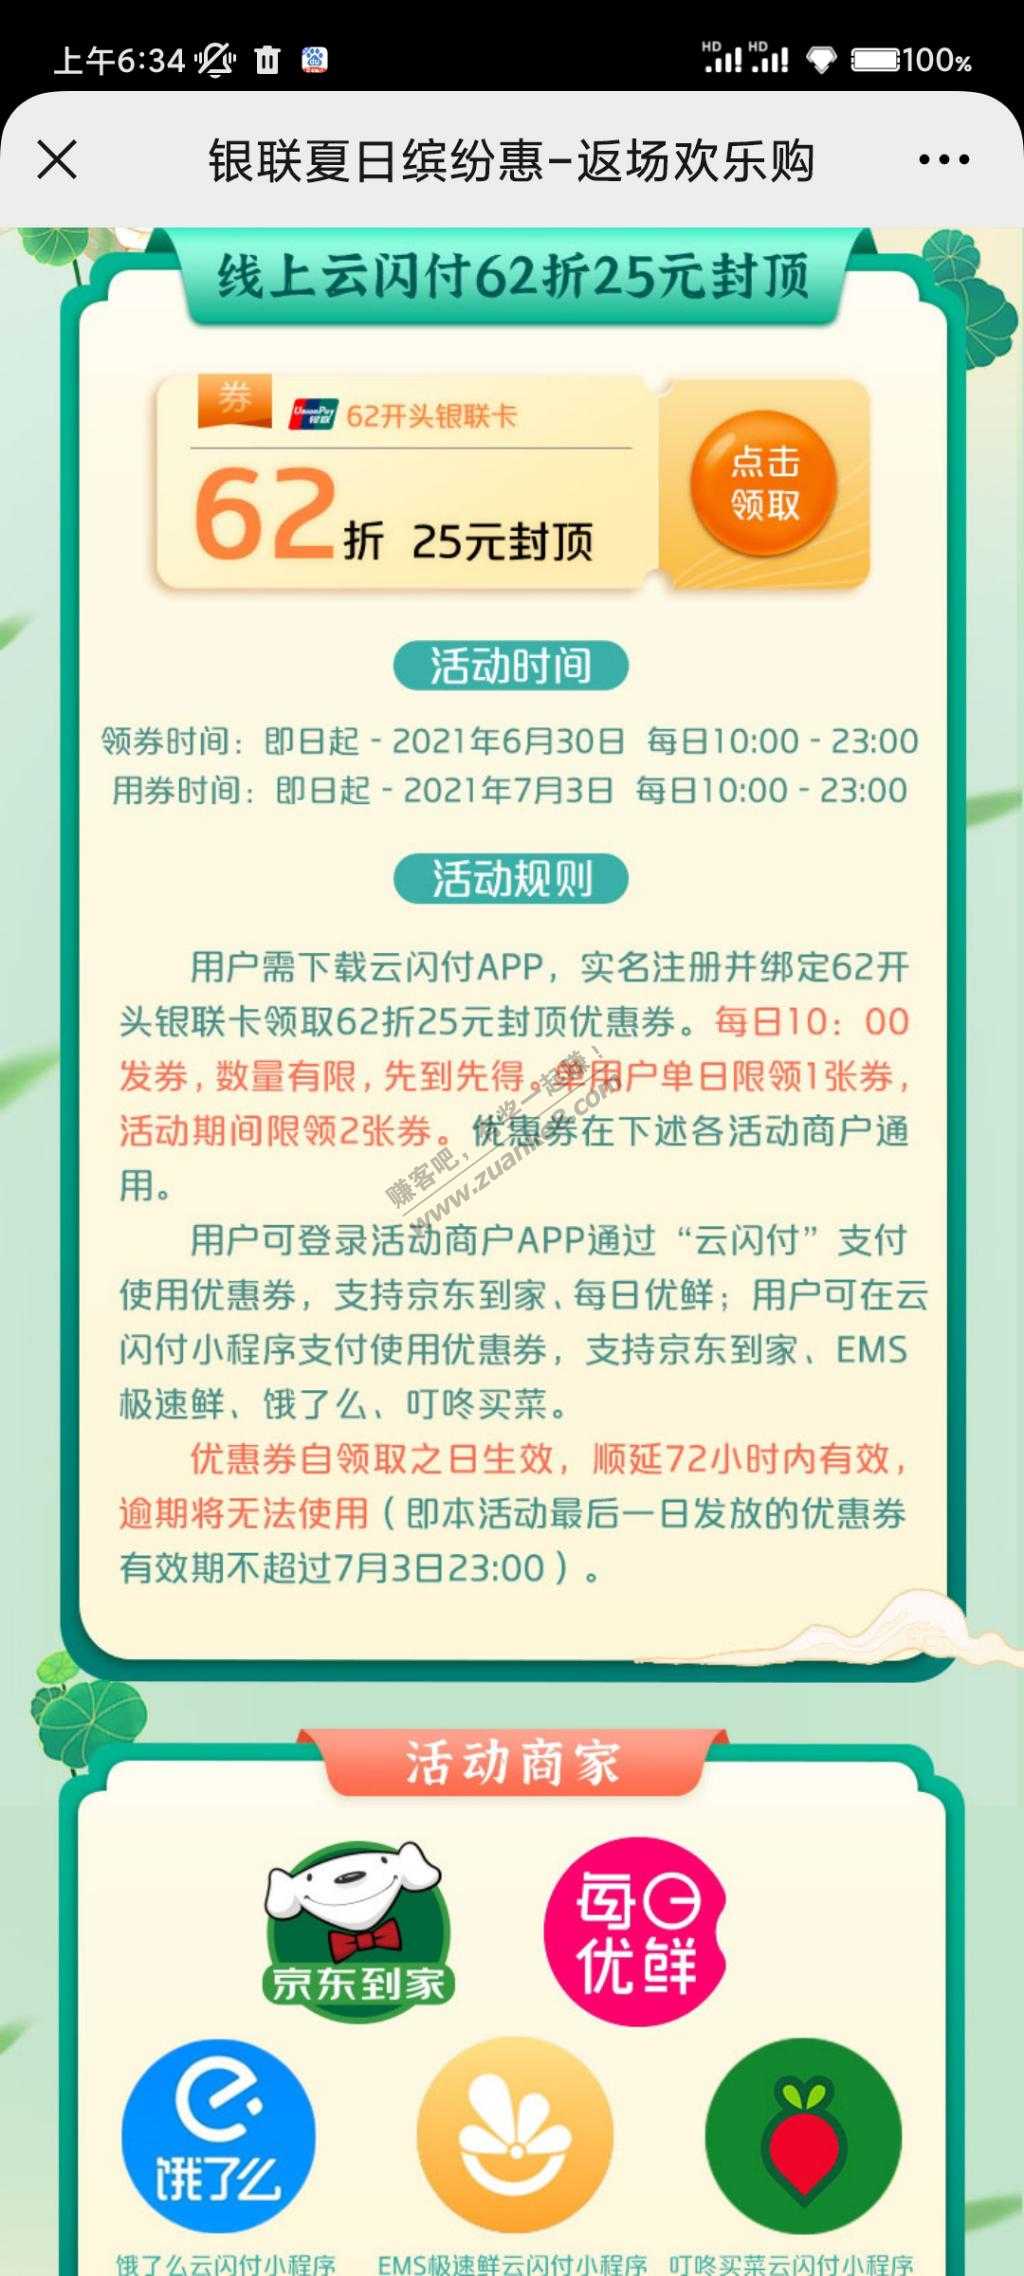 上午6:34
HD HD 100%
银联夏日缤纷惠-返场欢乐购
线上云闪付62折25元封顶
券
UnionPay 银联 62开头银联卡
62折 25元封顶
点击
领取
活动时间
领券时间：即日起 - 2021年6月30日 每日10:00 - 23:00
用券时间：即日起 - 2021年7月3日 每日10:00 - 23:00
活动规则
用户需下载云闪付APP，实名注册并绑定62开
头银联卡领取62折25元封顶优惠券。每日10：00
发券，数量有限，先到先得。单用户单日限领1张券，
活动期间限领2张券。优惠券在下述各活动商户通
用。
用户可登录活动商户APP通过“云闪付”支付
使用优惠券，支持京东到家、每日优鲜；用户可在云
闪付小程序支付使用优惠券，支持京东到家、EMS
极速鲜、饿了么、叮咚买菜。
优惠券自领取之日生效，顺延72小时内有效，
逾期将无法使用（即本活动最后一日发放的优惠券
有效期不超过7月3日23:00）。
赚客吧，有奖一起赚！
www.zuanke8.com
活动商家
京东到家
每日
优鲜
饿了么
饿了么云闪付小程序 EMS极速鲜云闪付小程序 叮咚买菜云闪付小程序